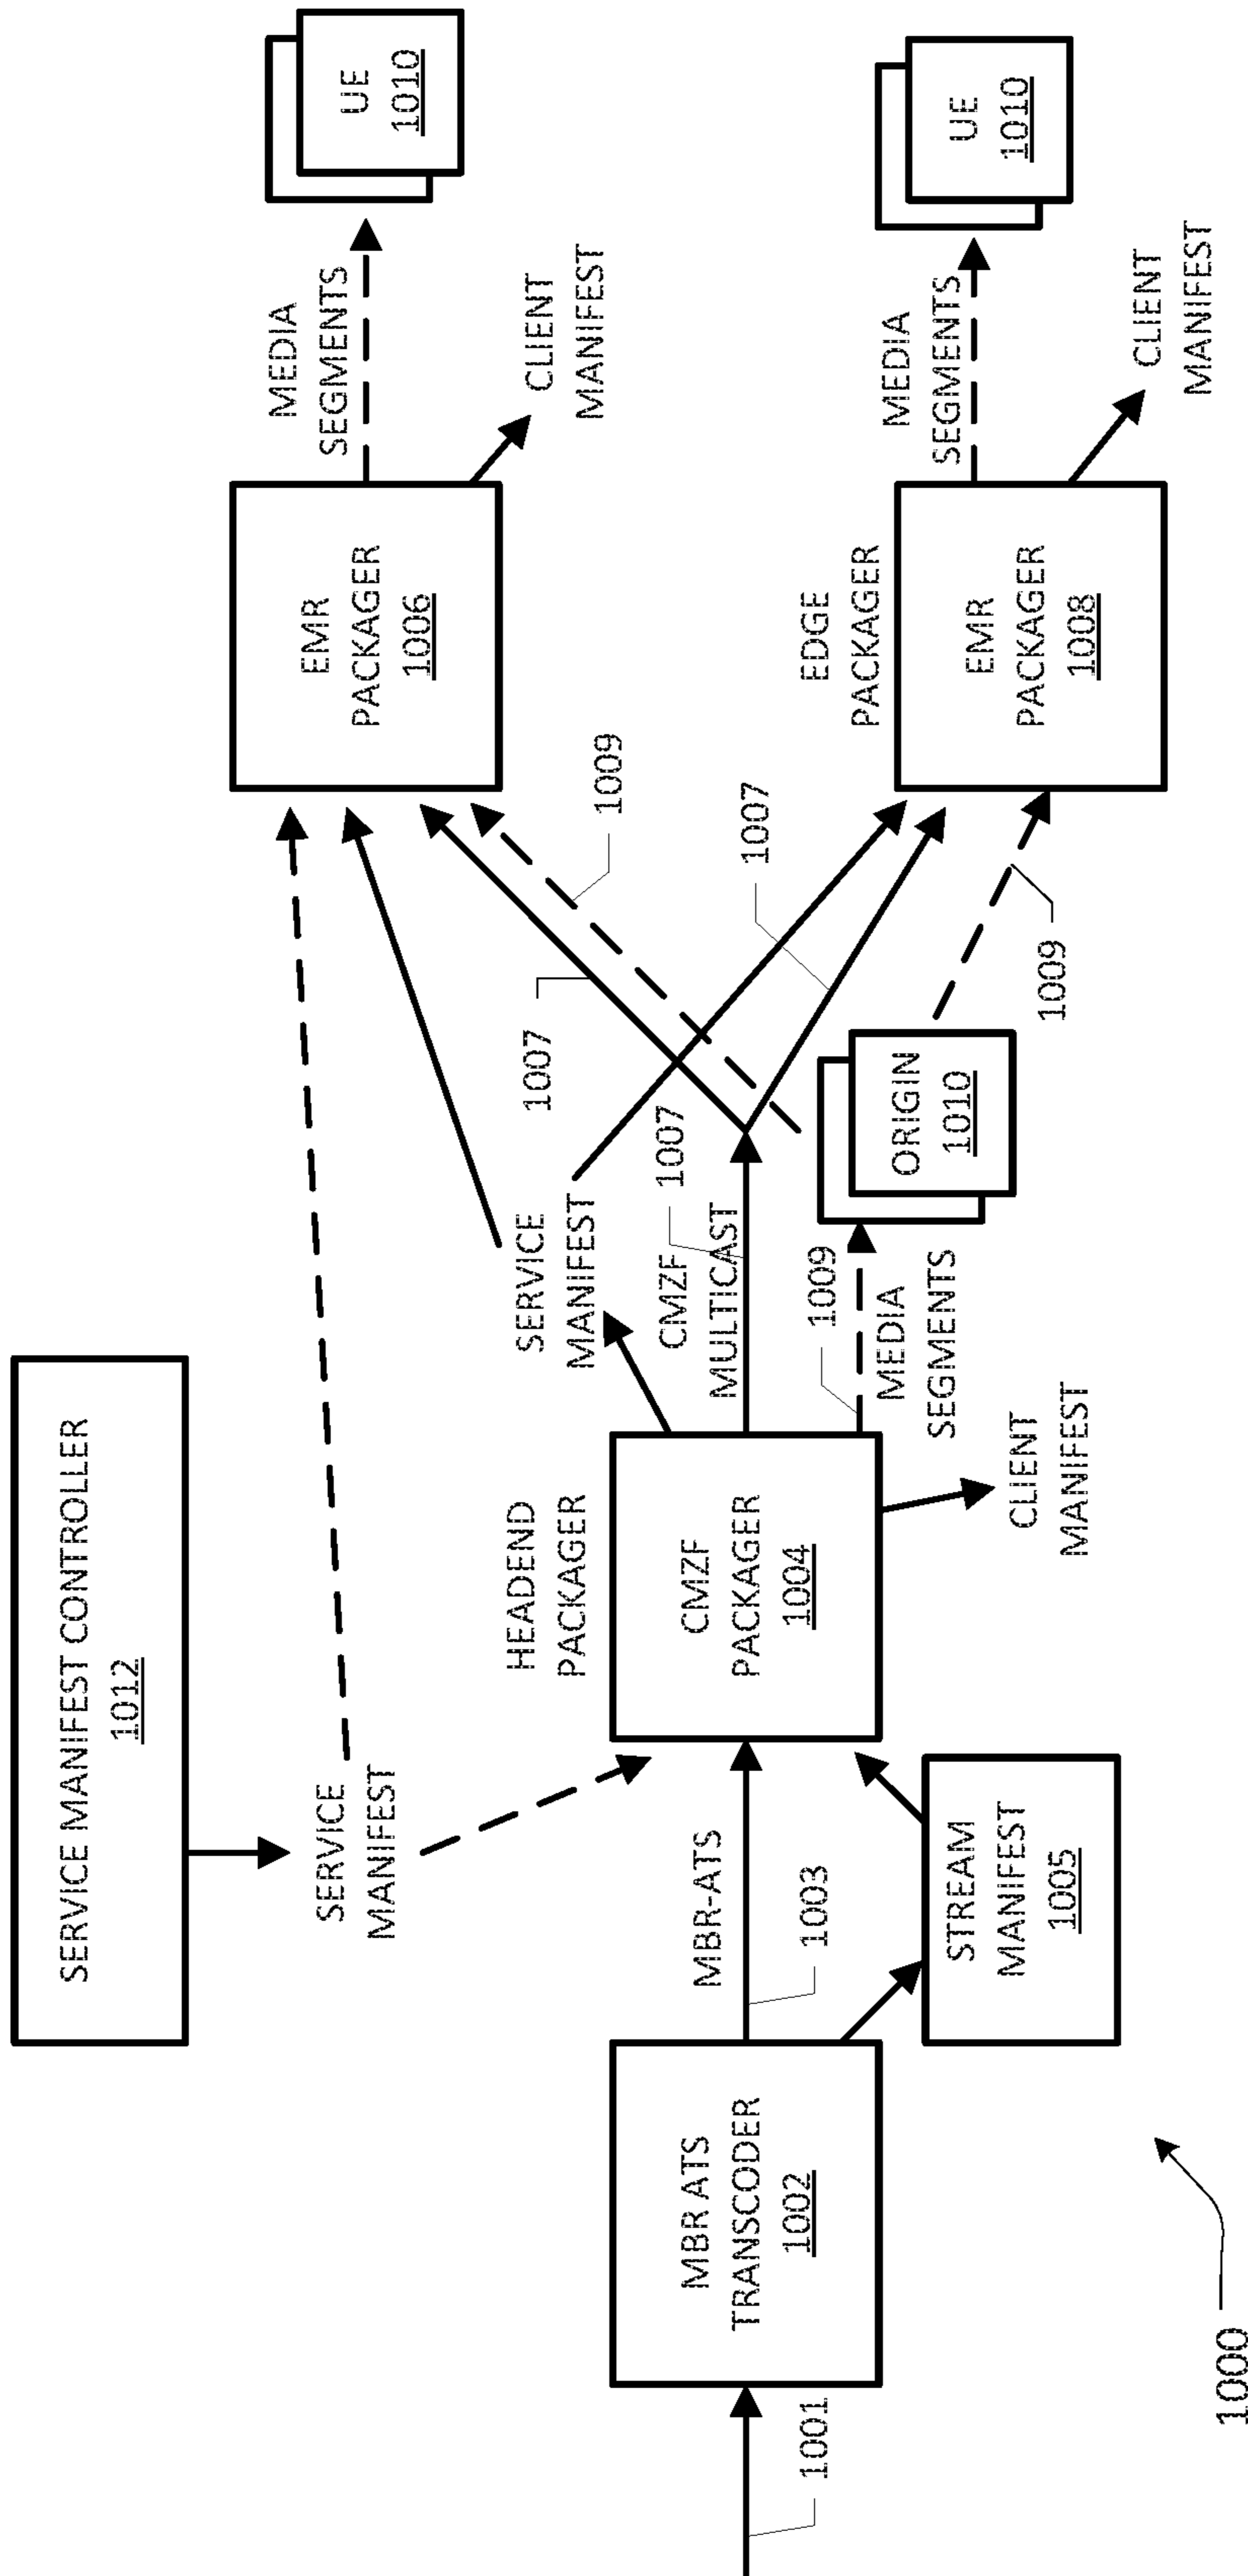 SERVICE MANIFEST CONTROLLER
1012
SERVICE
MANIFEST
EMR
PACKAGER
1006
MEDIA
SEGMENTS
CLIENT
MANIFEST
UE
1010
1009
1007
SERVICE
MANIFEST
HEADEND
PACKAGER
CMZF
PACKAGER
1004
CMZF
MULTICAST
1007
1007
1009
MEDIA
SEGMENTS
CLIENT
MANIFEST
ORIGIN
1010
1009
EDGE
PACKAGER
EMR
PACKAGER
1008
MEDIA
SEGMENTS
CLIENT
MANIFEST
UE
1010
1001
MBR ATS
TRANSCODER
1002
MBR-ATS
1003
STREAM
MANIFEST
1005
1000